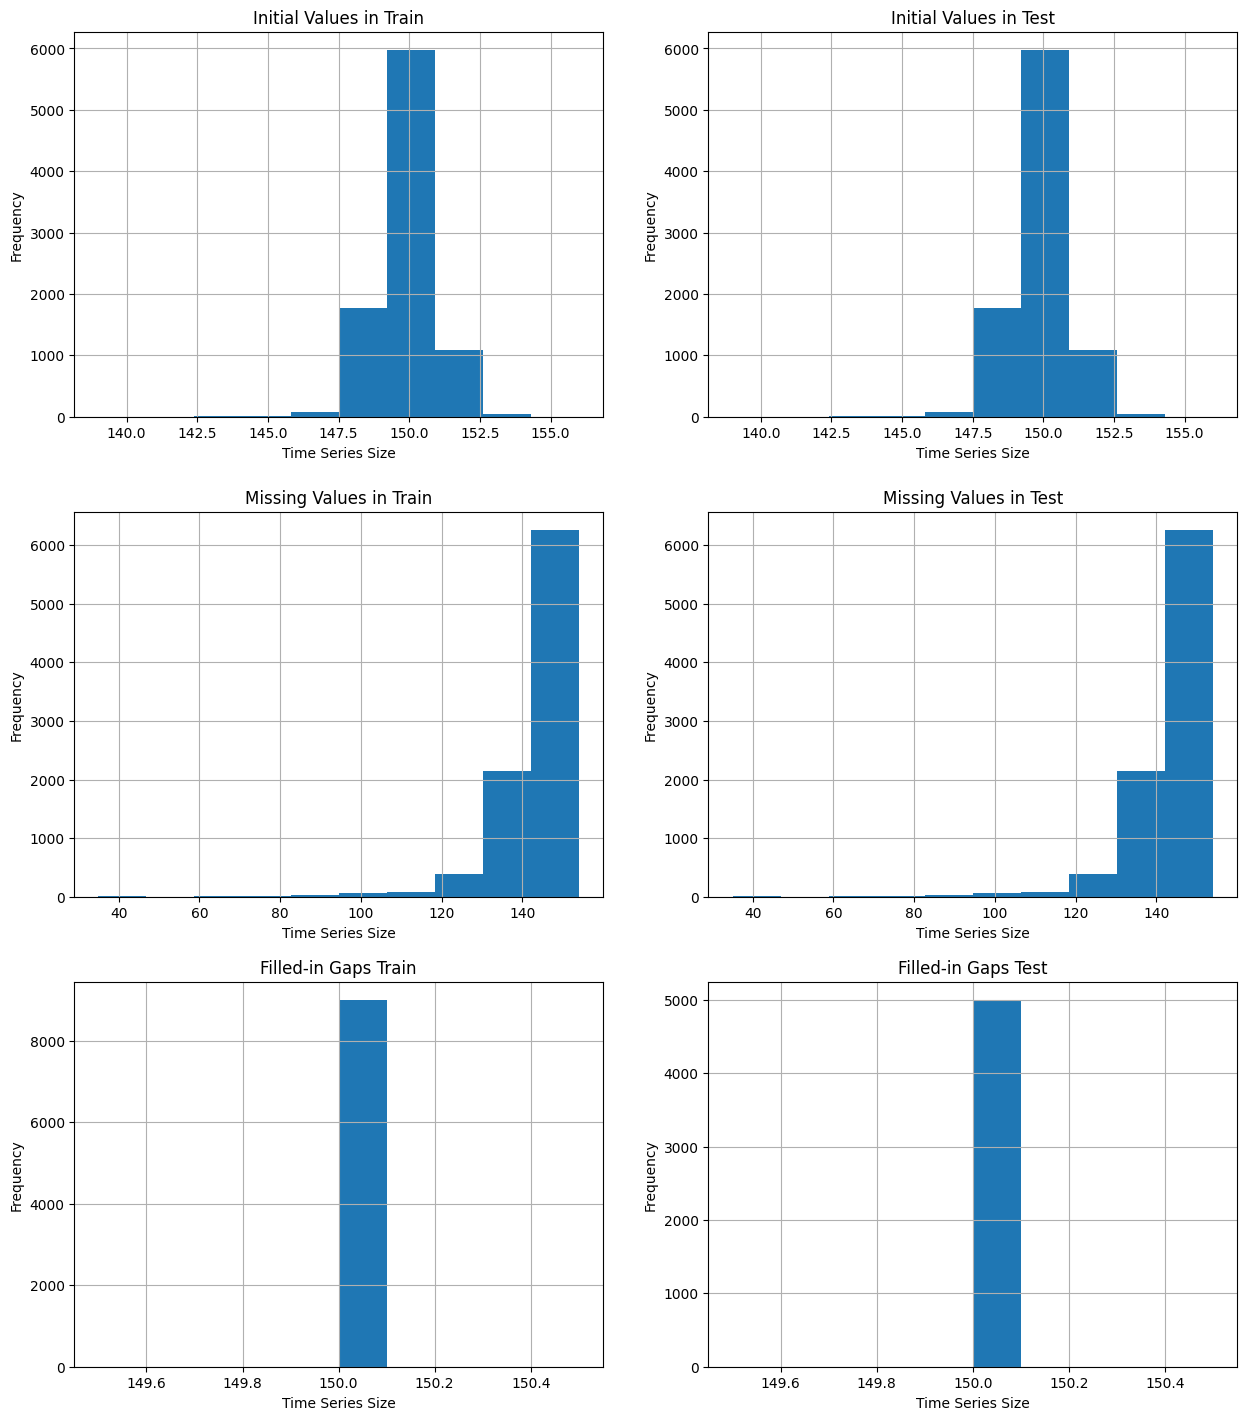 Initial Values in Train
6000
5000
4000
3000
2000
1000
0
Frequency
140.0 142.5 145.0 147.5 150.0 152.5 155.0
Time Series Size
Initial Values in Test
6000
5000
4000
3000
2000
1000
0
Frequency
140.0 142.5 145.0 147.5 150.0 152.5 155.0
Time Series Size
Missing Values in Train
6000
5000
4000
3000
2000
1000
0
Frequency
40 60 80 100 120 140
Time Series Size
Missing Values in Test
6000
5000
4000
3000
2000
1000
0
Frequency
40 60 80 100 120 140
Time Series Size
Filled-in Gaps Train
8000
6000
4000
2000
0
Frequency
149.6 149.8 150.0 150.2 150.4
Time Series Size
Filled-in Gaps Test
5000
4000
3000
2000
1000
0
Frequency
149.6 149.8 150.0 150.2 150.4
Time Series Size